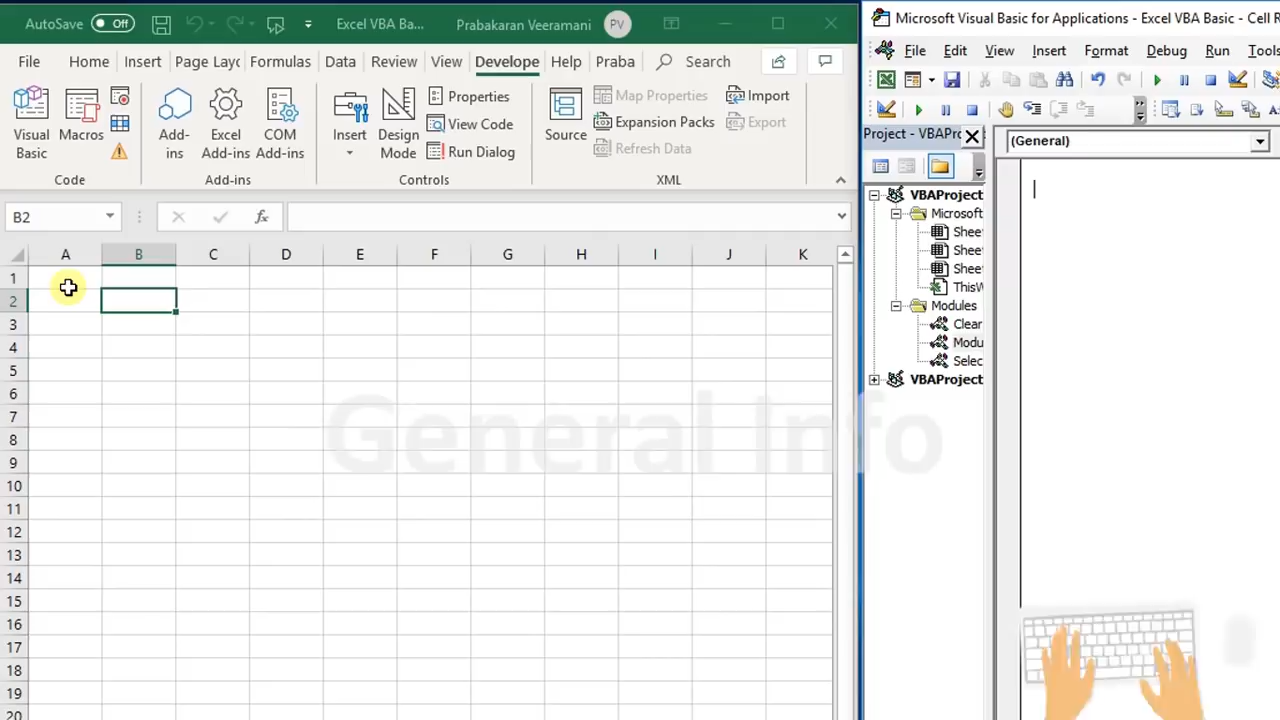 AutoSave Off Excel VBA Ba... Prabakaran Veeramani PV
File Home Insert Page Layc Formulas Data Review View Develope Help Praba Search
Visual Basic
Macros
Code
Add-ins
Excel Add-ins
COM Add-ins
Add-ins
Insert
Design Mode
Properties
View Code
Run Dialog
Controls
Source
Map Properties
Expansion Packs
Refresh Data
Import
Export
XML
B2 fx
A B C D E F G H I J K
1
2
3
4
5
6
7
8
9
10
11
12
13
14
15
16
17
18
19
20
General Info
Microsoft Visual Basic for Applications - Excel VBA Basic - Cell R
File Edit View Insert Format Debug Run Tools
Project - VBAPro
(General)
VBAProject
Microsoft
Shee
Shee
Shee
ThisW
Modules
Clear
Modu
Selec
VBAProject